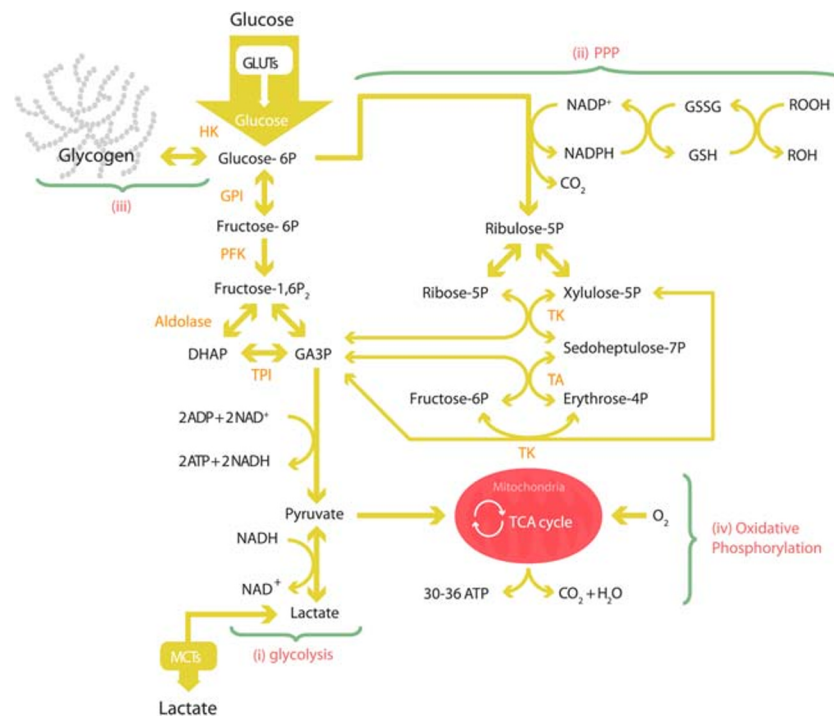 Glucose
(ii) PPP
GLUTs
Glucose
HK
Glycogen
Glucose- 6P
(iii)
NADP⁺
GSSG
ROOH
NADPH
GSH
ROH
CO₂
GPI
Fructose- 6P
Ribulose-5P
PFK
Fructose-1,6P₂
Ribose-5P
Xylulose-5P
Aldolase
TK
DHAP
GA3P
Sedoheptulose-7P
TPI
TA
Fructose-6P
Erythrose-4P
2ADP+2NAD⁺
TK
2ATP+2NADH
Mitochondria
Pyruvate
TCA cycle
O₂
(iv) Oxidative
Phosphorylation
NADH
NAD⁺
30-36 ATP
CO₂ + H₂O
Lactate
(i) glycolysis
MCTs
Lactate